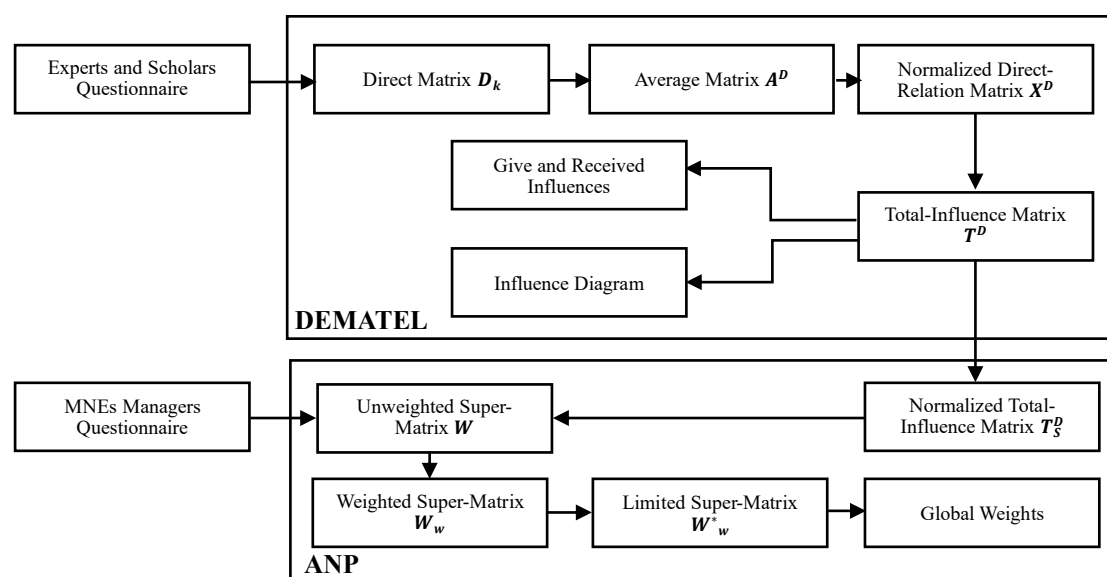 Experts and Scholars
Questionnaire
Direct Matrix D_k
Average Matrix A^D
Normalized Direct-
Relation Matrix X^D
Give and Received
Influences
Total-Influence Matrix
T^D
Influence Diagram
DEMATEL
MNEs Managers
Questionnaire
Unweighted Super-
Matrix W
Normalized Total-
Influence Matrix T_S^D
Weighted Super-Matrix
W_w
Limited Super-Matrix
W^*_w
Global Weights
ANP